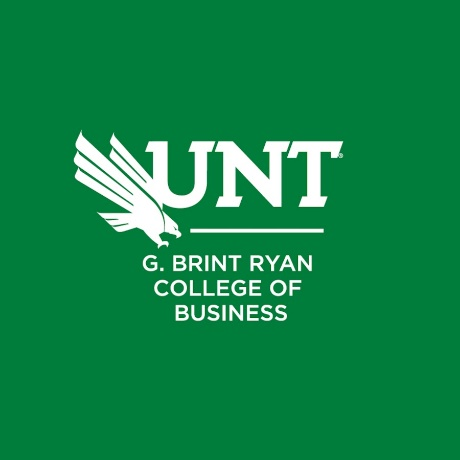 UNT®
G. BRINT RYAN
COLLEGE OF
BUSINESS